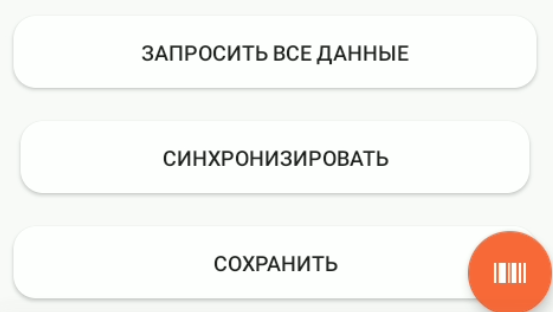 ЗАПРОСИТЬ ВСЕ ДАННЫЕ
СИНХРОНИЗИРОВАТЬ
СОХРАНИТЬ